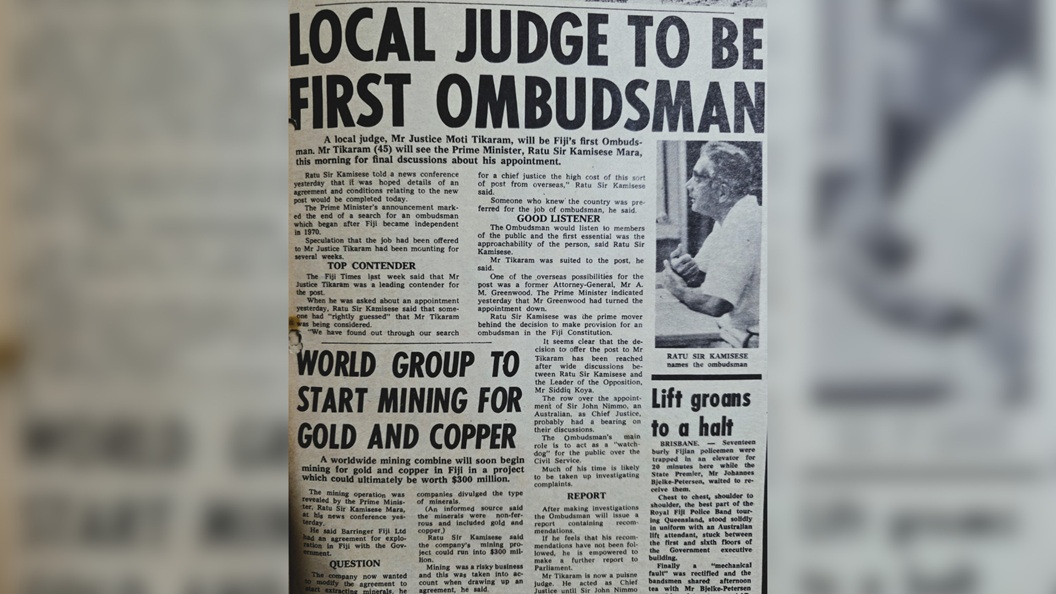 LOCAL JUDGE TO BE
FIRST OMBUDSMAN
A local judge, Mr Justice Moti Tikaram, will be Fiji's first Ombuds-
man. Mr Tikaram (45) will see the Prime Minister, Ratu Sir Kamisese Mara,
this morning for final dscussions about his appointment.
Ratu Sir Kamisese told a news conference
yesterday that it was hoped details of an
agreement and conditions relating to the new
post would be completed today.
The Prime Minister's announcement mark-
ed the end of a search for an ombudsman
which began after Fiji became independent
in 1970.
Speculation that the job had been offered
to Mr Justice Tikaram had been mounting for
several weeks.
TOP CONTENDER
The Fiji Times last week said that Mr
Justice Tikaram was a leading contender for
the post.
When he was asked about an appointment
yesterday, Ratu Sir Kamisese said that some-
one had "rightly guessed" that Mr Tikaram
was being considered.
"We have found out through our search
for a chief justice the high cost of this sort
of post from overseas," Ratu Sir Kamisese
said.
Someone who knew the country was pre-
ferred for the job of ombudsman, he said.
GOOD LISTENER
The Ombudsman would listen to members
of the public and the first essential was the
approachability of the person, said Ratu Sir
Kamisese.
Mr Tikaram was suited to the post, he
said.
One of the overseas possibilities for the
post was a former Attorney-General, Mr A.
M. Greenwood. The Prime Minister indicated
yesterday that Mr Greenwood had turned the
appointment down.
Ratu Sir Kamisese was the prime mover
behind the decision to make provision for an
ombudsman in the Fiji Constitution.
It seems clear that the de-
cision to offer the post to Mr
Tikaram has been reached
after wide discussions be-
tween Ratu Sir Kamisese and
the Leader of the Opposition,
Mr Siddiq Koya.
The row over the appoint-
ment of Sir John Nimmo, an
Australian, as Chief Justice,
probably had a bearing on
their discussions.
The Ombudsman's main
role is to act as a "watch-
dog" for the public over the
Civil Service.
Much of his time is likely
to be taken up investigating
complaints.
REPORT
After making investigations
the Ombudsman will issue a
report containing recom-
mendations.
If he feels that his recom-
mendations have not been fol-
lowed, he is empowered to
make a further report to
Parliament.
Mr Tikaram is now a puisne
judge. He acted as Chief
Justice until Sir John Nimmo
RATU SIR KAMISESE
names the ombudsman
WORLD GROUP TO
START MINING FOR
GOLD AND COPPER
A worldwide mining combine will soon begin
mining for gold and copper in Fiji in a project
which could ultimately be worth $300 million.
The mining operation was
revealed by the Prime Minis-
ter, Ratu Sir Kamisese Mara,
at his news conference yes-
terday.
He said Barringer Fiji Ltd
had an agreement for explo-
ration in Fiji with the Gov-
ernment.
QUESTION
The company now wanted
to modify the agreement to
start extracting minerals, he
companies divulged the type
of minerals.
(An informed source said
the minerals were non-fer-
rous and included gold and
copper.)
Ratu Sir Kamisese said
the company's mining pro-
ject could run into $300 mil-
lion.
Mining was a risky business
and this was taken into ac-
count when drawing up an
agreement, he said.
Lift groans
to a halt
BRISBANE. — Seventeen
burly Fijian policemen were
trapped in an elevator for
20 minutes here while the
State Premier, Mr Johannes
Bjelke-Petersen, waited to re-
ceive them.
Chest to chest, shoulder to
shoulder, the best part of the
Royal Fiji Police Band tour-
ing Queensland, stood solidly
in uniform with an Australian
lift attendant, stuck between
the first and sixth floors of
the Government executive
building.
Finally a "mechanical
fault" was rectified and the
bandsmen shared afternoon
tea with Mr Bjelke-Petersen